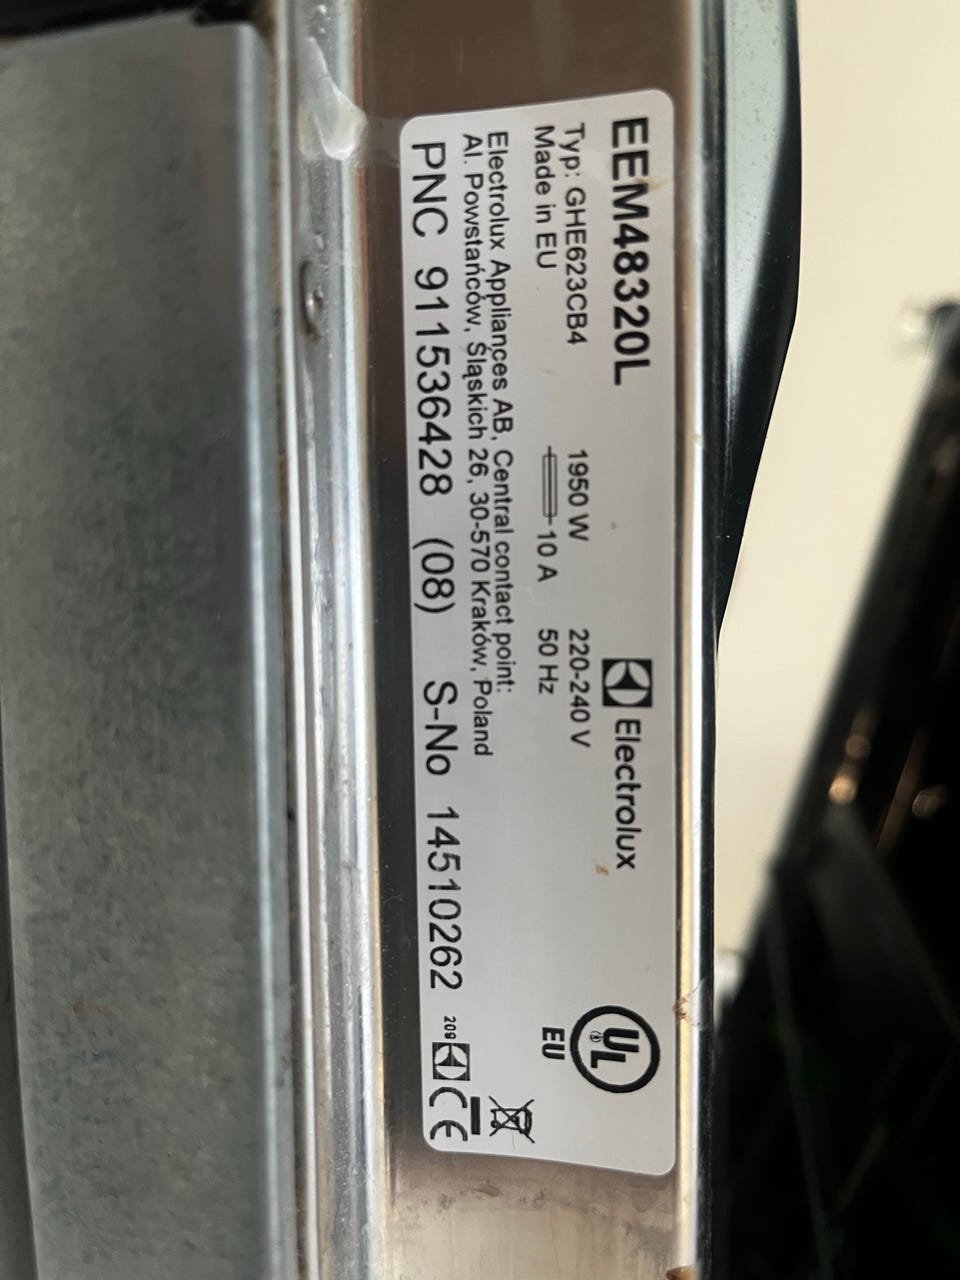 EEM48320L
Electrolux
UL
EU
Typ: GHE623CB4 1950 W 220-240 V
Made in EU 10 A 50 Hz
Electrolux Appliances AB, Central contact point:
Al. Powstańców, Śląskich 26, 30-570 Kraków, Poland
PNC 911536428 (08) S-No 14510262
209
CE